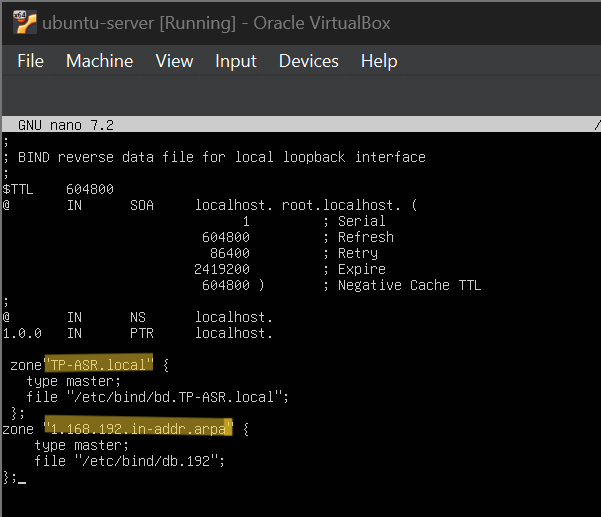 x64
ubuntu-server [Running] - Oracle VirtualBox
File Machine View Input Devices Help
GNU nano 7.2 /
;
; BIND reverse data file for local loopback interface
;
$TTL 604800
@ IN SOA localhost. root.localhost. (
1 ; Serial
604800 ; Refresh
86400 ; Retry
2419200 ; Expire
604800 ) ; Negative Cache TTL
;
@ IN NS localhost.
1.0.0 IN PTR localhost.
zone"TP-ASR.local" {
type master;
file "/etc/bind/bd.TP-ASR.local";
};
zone "1.168.192.in-addr.arpa" {
type master;
file "/etc/bind/db.192";
};_